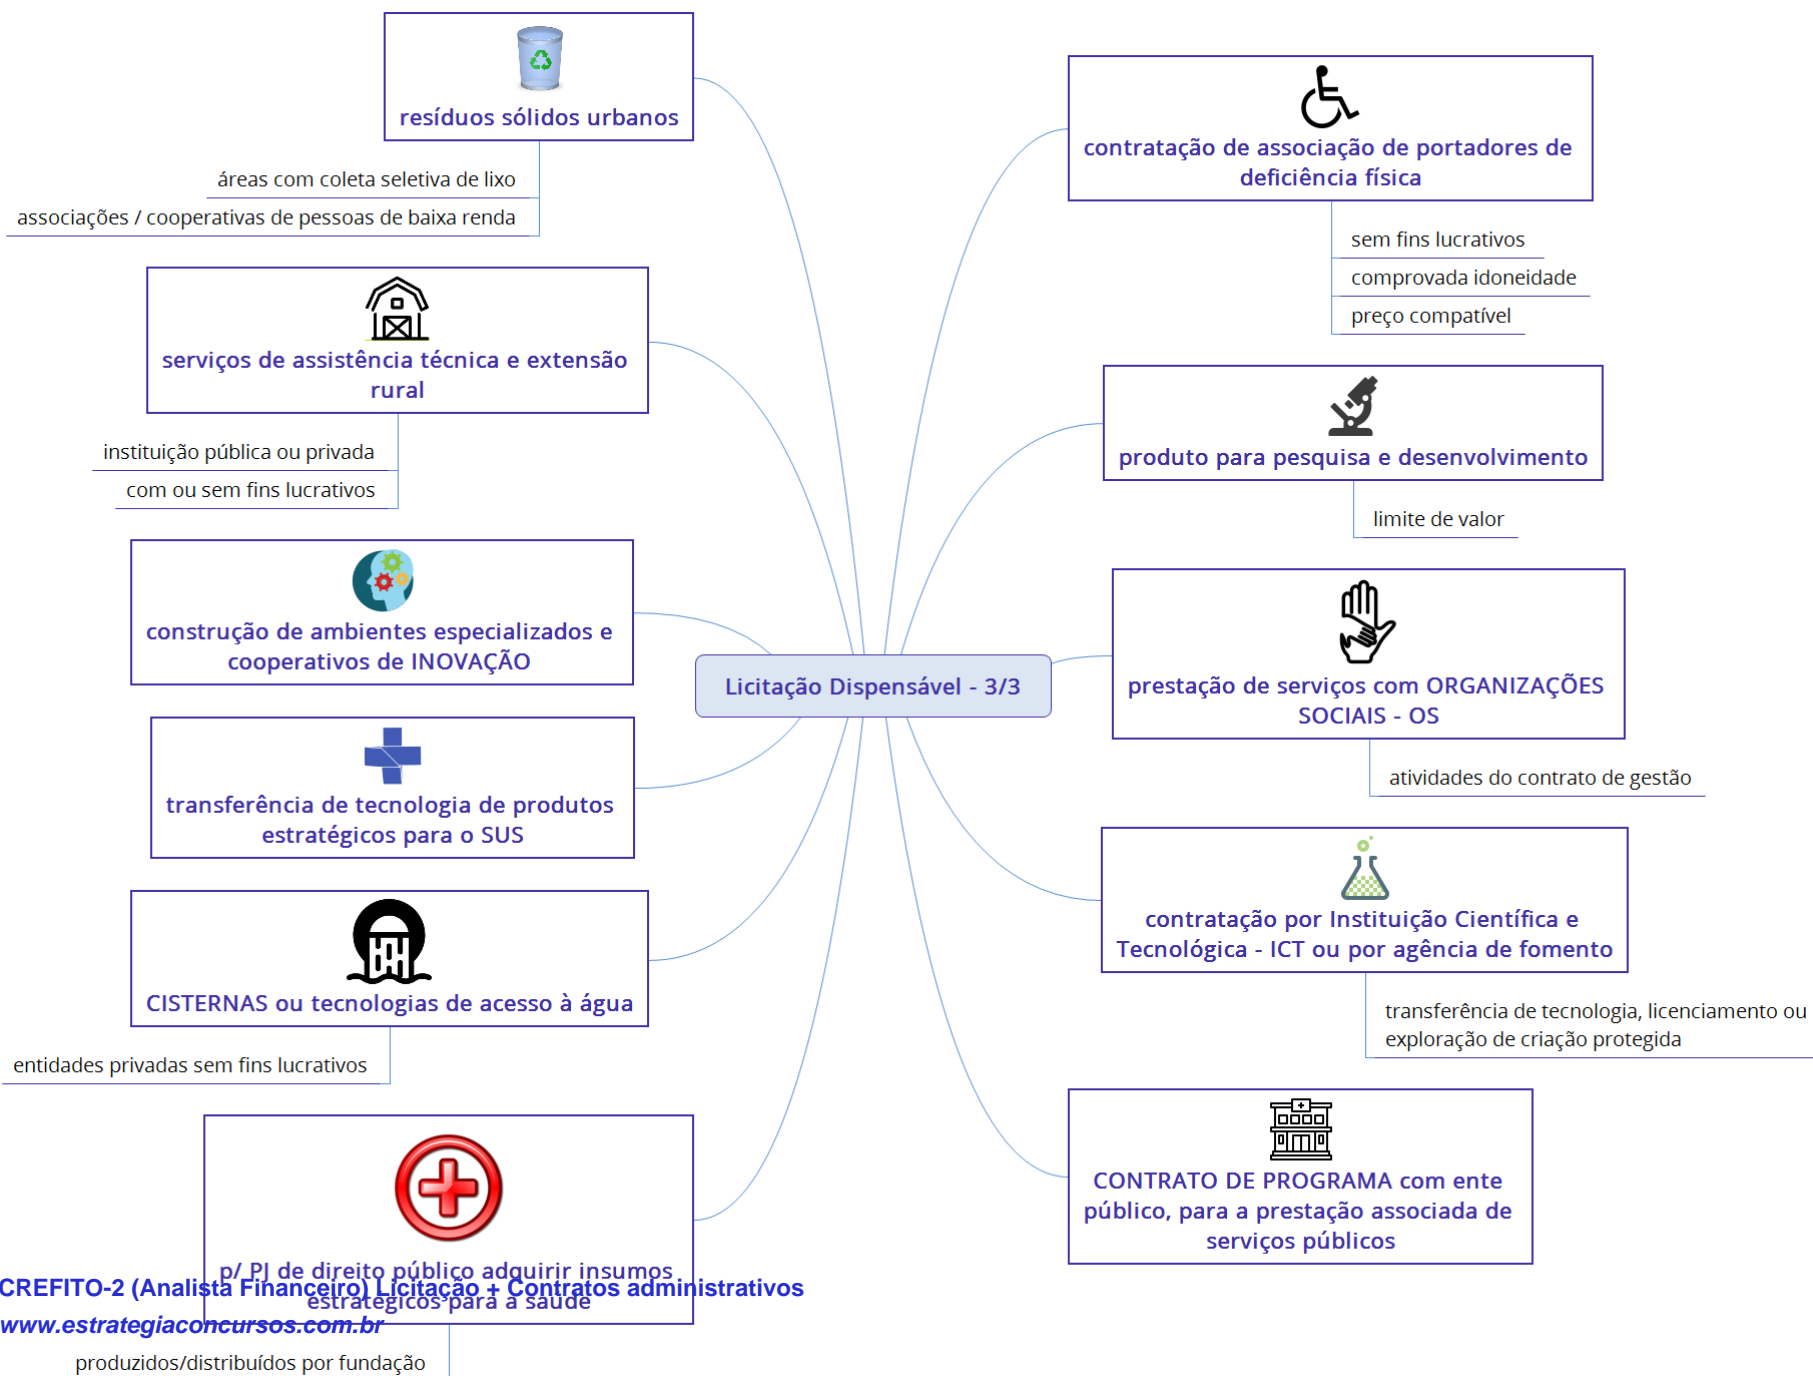 resíduos sólidos urbanos
áreas com coleta seletiva de lixo
associações / cooperativas de pessoas de baixa renda
serviços de assistência técnica e extensão
rural
instituição pública ou privada
com ou sem fins lucrativos
construção de ambientes especializados e
cooperativos de INOVAÇÃO
transferência de tecnologia de produtos
estratégicos para o SUS
CISTERNAS ou tecnologias de acesso à água
entidades privadas sem fins lucrativos
p/ PJ de direito público adquirir insumos
estratégicos para a saúde
produzidos/distribuídos por fundação
Licitação Dispensável - 3/3
contratação de associação de portadores de
deficiência física
sem fins lucrativos
comprovada idoneidade
preço compatível
produto para pesquisa e desenvolvimento
limite de valor
prestação de serviços com ORGANIZAÇÕES
SOCIAIS - OS
atividades do contrato de gestão
contratação por Instituição Científica e
Tecnológica - ICT ou por agência de fomento
transferência de tecnologia, licenciamento ou
exploração de criação protegida
CONTRATO DE PROGRAMA com ente
público, para a prestação associada de
serviços públicos
CREFITO-2 (Analista Financeiro) Licitação + Contratos administrativos
www.estrategiaconcursos.com.br